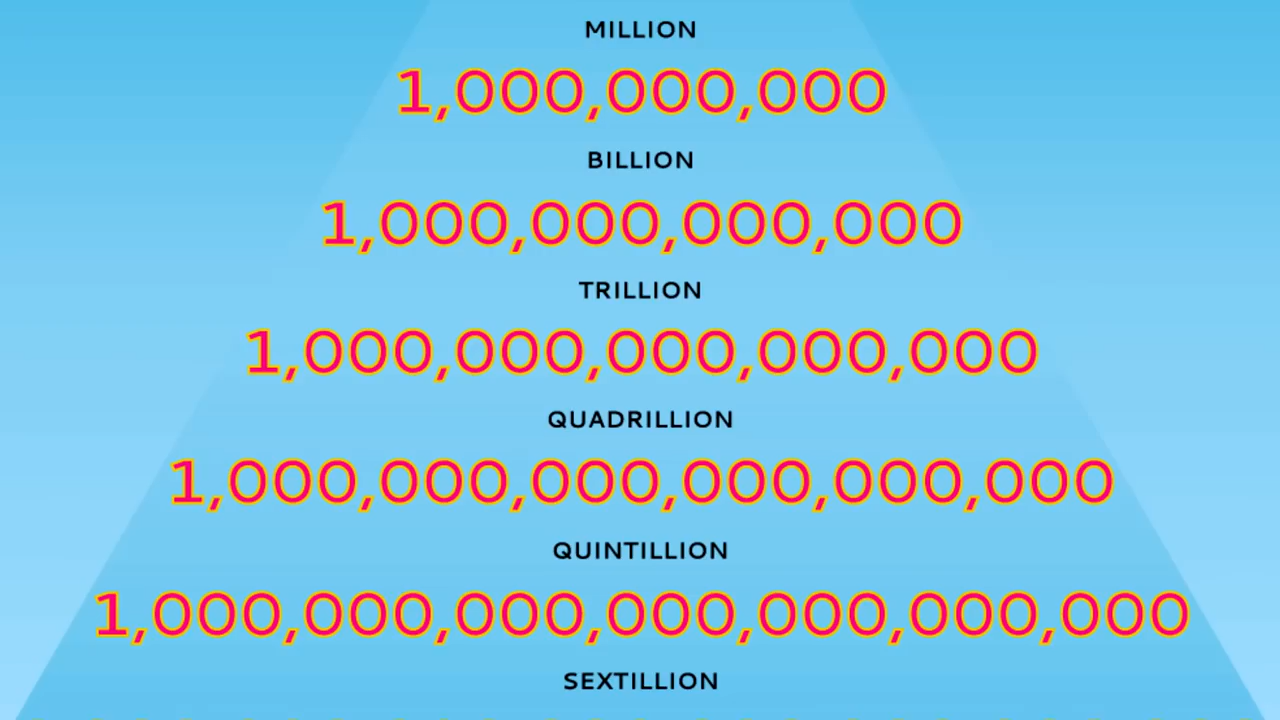 MILLION
1,000,000,000
BILLION
1,000,000,000,000
TRILLION
1,000,000,000,000,000
QUADRILLION
1,000,000,000,000,000,000
QUINTILLION
1,000,000,000,000,000,000,000
SEXTILLION